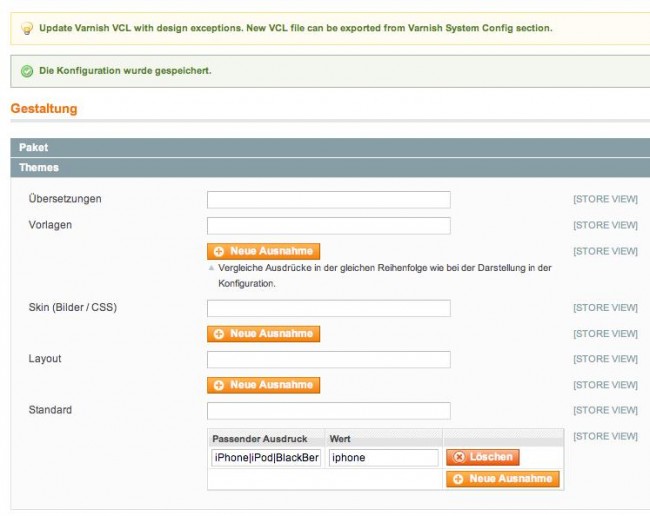 Update Varnish VCL with design exceptions. New VCL file can be exported from Varnish System Config section.
Die Konfiguration wurde gespeichert.
Gestaltung
Paket
Themes
Übersetzungen [STORE VIEW]
Vorlagen [STORE VIEW]
Neue Ausnahme [STORE VIEW]
Vergleiche Ausdrücke in der gleichen Reihenfolge wie bei der Darstellung in der
Konfiguration.
Skin (Bilder / CSS) [STORE VIEW]
Neue Ausnahme [STORE VIEW]
Layout [STORE VIEW]
Neue Ausnahme [STORE VIEW]
Standard [STORE VIEW]
Passender Ausdruck Wert [STORE VIEW]
iPhone|iPod|BlackBer iphone Löschen
Neue Ausnahme